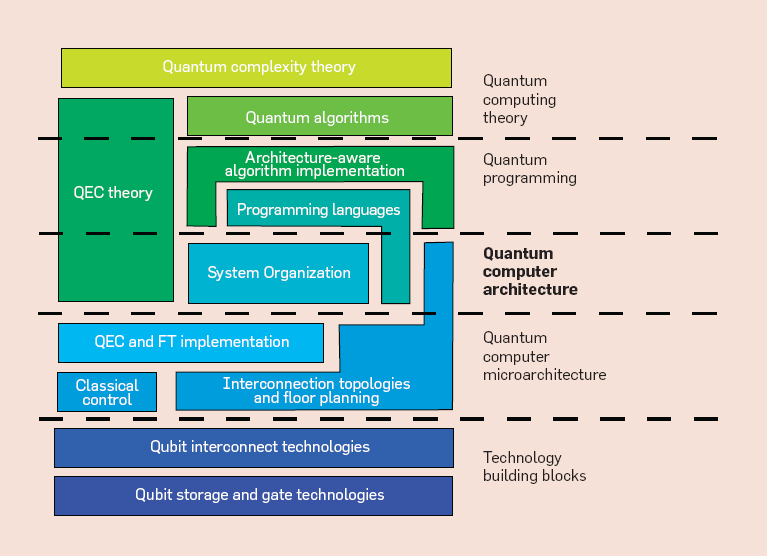 Quantum complexity theory
Quantum
computing
theory
Quantum algorithms
Architecture-aware
algorithm implementation
Quantum
programming
QEC theory
Programming languages
System Organization
Quantum
computer
architecture
QEC and FT implementation
Quantum
computer
microarchitecture
Classical
control
Interconnection topologies
and floor planning
Qubit interconnect technologies
Technology
building blocks
Qubit storage and gate technologies